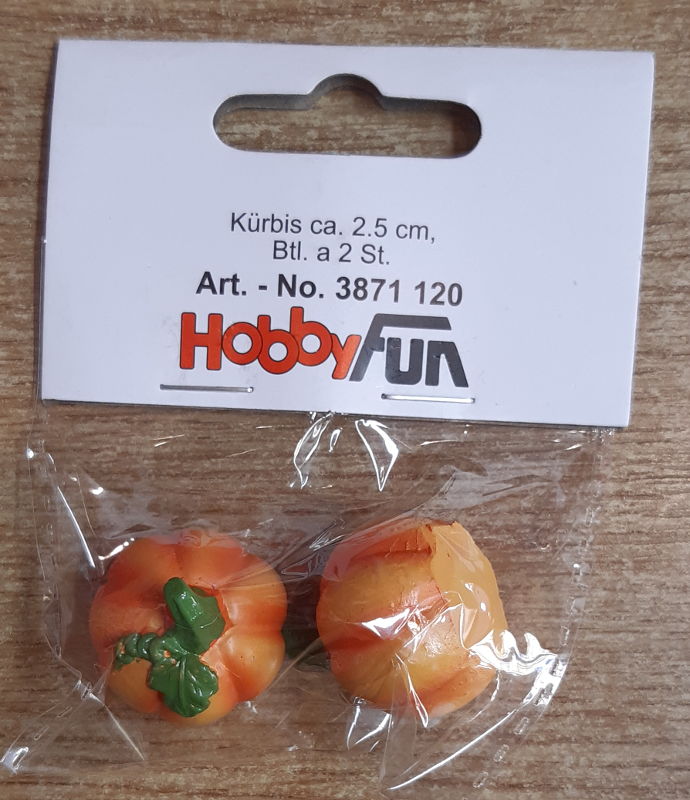 Kürbis ca. 2.5 cm,
Btl. a 2 St.
Art. - No. 3871 120
HobbyFun